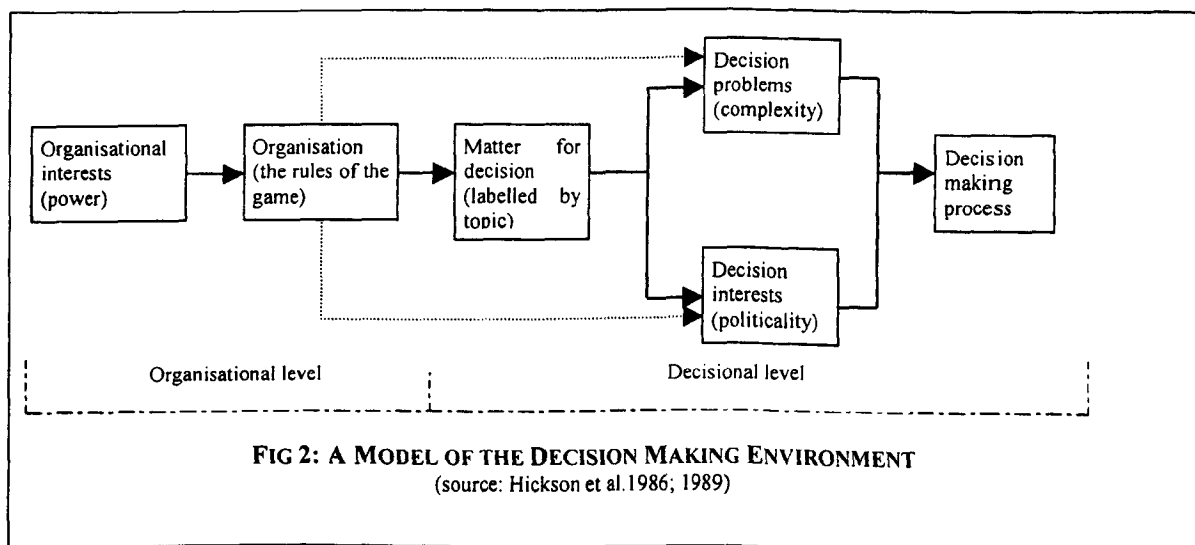 Organisational
interests
(power)
Organisation
(the rules of the
game)
Matter for
decision
(labelled by
topic)
Decision
problems
(complexity)
Decision
interests
(politicality)
Decision
making
process
Organisational level
Decisional level
FIG 2: A MODEL OF THE DECISION MAKING ENVIRONMENT
(source: Hickson et al.1986; 1989)